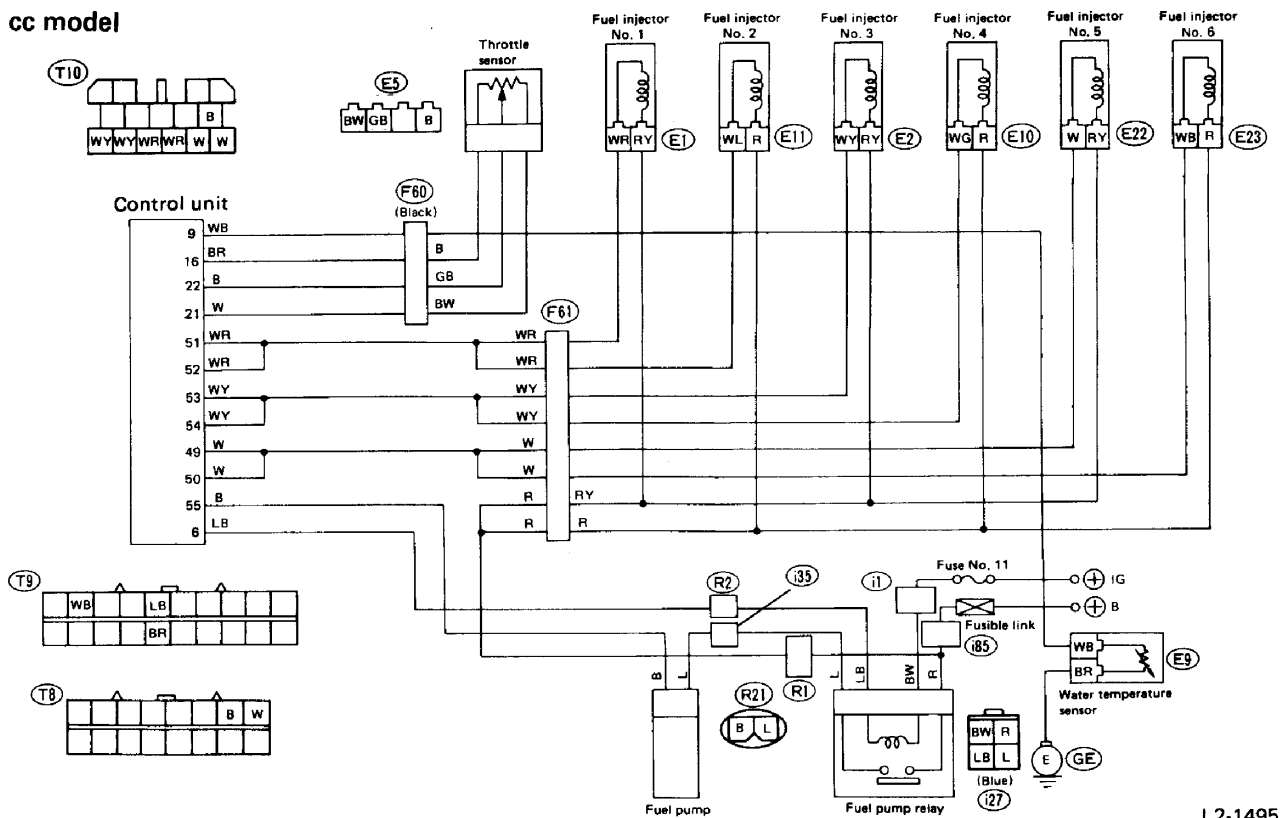 cc model
Fuel injector No. 1
Fuel injector No. 2
Fuel injector No. 3
Fuel injector No. 4
Fuel injector No. 5
Fuel injector No. 6
Throttle sensor
T10
B
WY WY WR WR W W
E5
BW GB B
WR RY E1
WL R E11
WY RY E2
WG R E10
W RY E22
WB R E23
F60
(Black)
Control unit
9 WB
16 BR B
22 B GB
21 W BW
F61
51 WR WR
52 WR WR
53 WY WY
54 WY WY
49 W W
50 W W
55 B R RY
6 LB R R
T9
WB LB
BR
T8
B W
R2
i35
i1
Fuse No. 11
IG
B
Fusible link
i85
R1
B L
L LB BW R
R21
B L
WB
BR
E9
Water temperature sensor
BW R
LB L
(Blue)
i27
E
GE
Fuel pump
Fuel pump relay
L2-1495